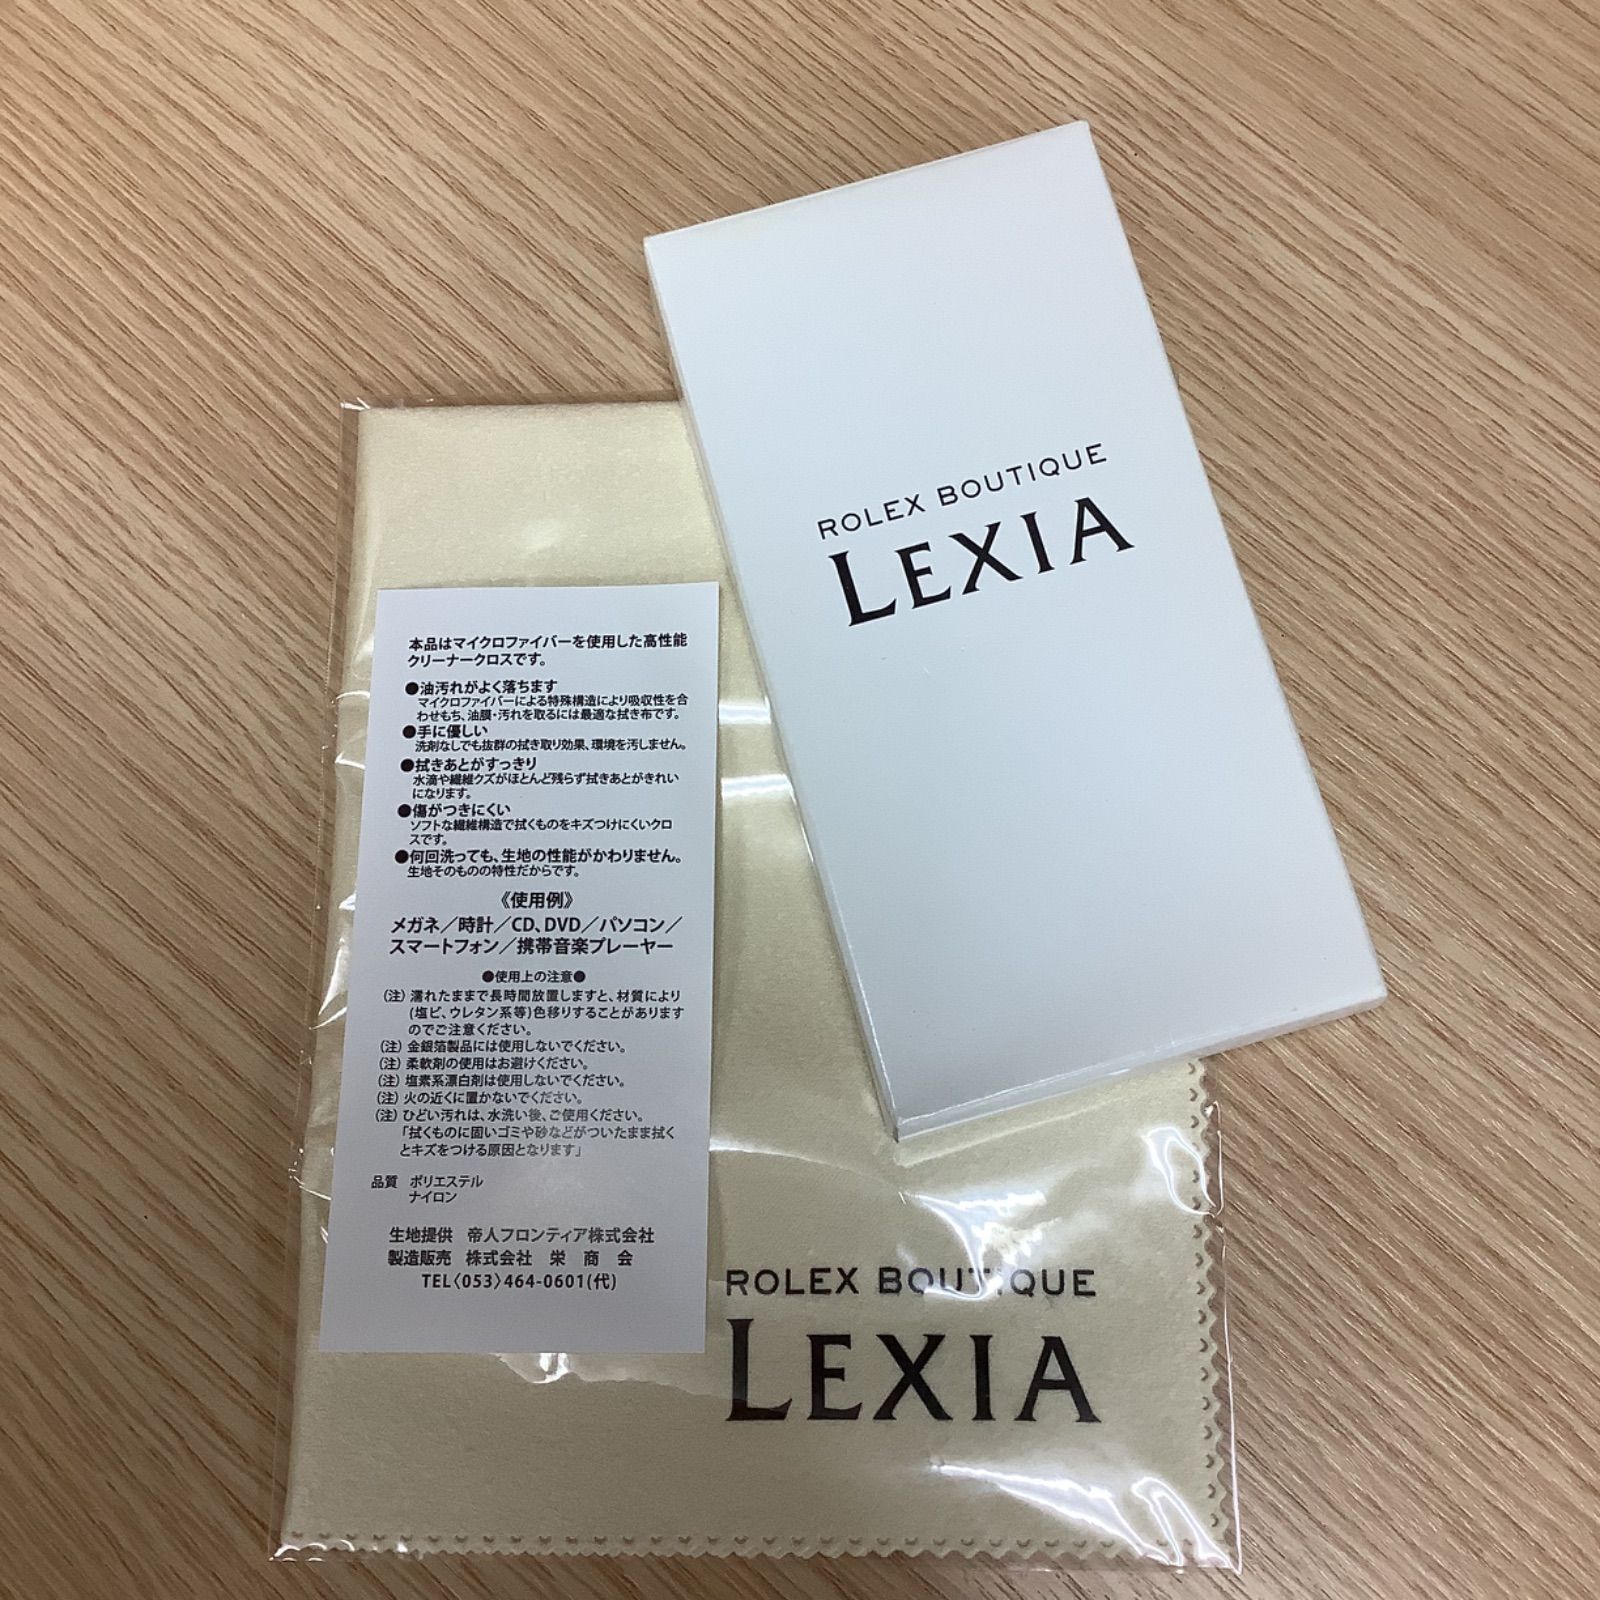 ROLEX BOUTIQUE
LEXIA
本品はマイクロファイバーを使用した高性能
クリーナークロスです。
●油汚れがよく落ちます
マイクロファイバーによる特殊構造により吸収性を合
わせもち、油膜・汚れを取るには最適な拭き布です。
●手に優しい
洗剤なしでも抜群の拭き取り効果、環境を汚しません。
●拭きあとがすっきり
水滴や繊維クズがほとんど残らず拭きあとがきれい
になります。
●傷がつきにくい
ソフトな繊維構造で拭くものをキズつけにくいクロ
スです。
●何回洗っても、生地の性能がかわりません。
生地そのものの特性だからです。
《使用例》
メガネ／時計／CD、DVD／パソコン／
スマートフォン／携帯音楽プレーヤー
●使用上の注意●
（注）濡れたままで長時間放置しますと、材質により
(塩ビ、ウレタン系等)色移りすることがあります
のでご注意ください。
（注）金銀箔製品には使用しないでください。
（注）柔軟剤の使用はお避けください。
（注）塩素系漂白剤は使用しないでください。
（注）火の近くに置かないでください。
（注）ひどい汚れは、水洗い後、ご使用ください。
「拭くものに固いゴミや砂などがついたまま拭く
とキズをつける原因となります」
品質 ポリエステル
ナイロン
生地提供 帝人フロンティア株式会社
製造販売 株式会社 栄 商 会
TEL〈053〉464-0601(代)
ROLEX BOUTIQUE
LEXIA